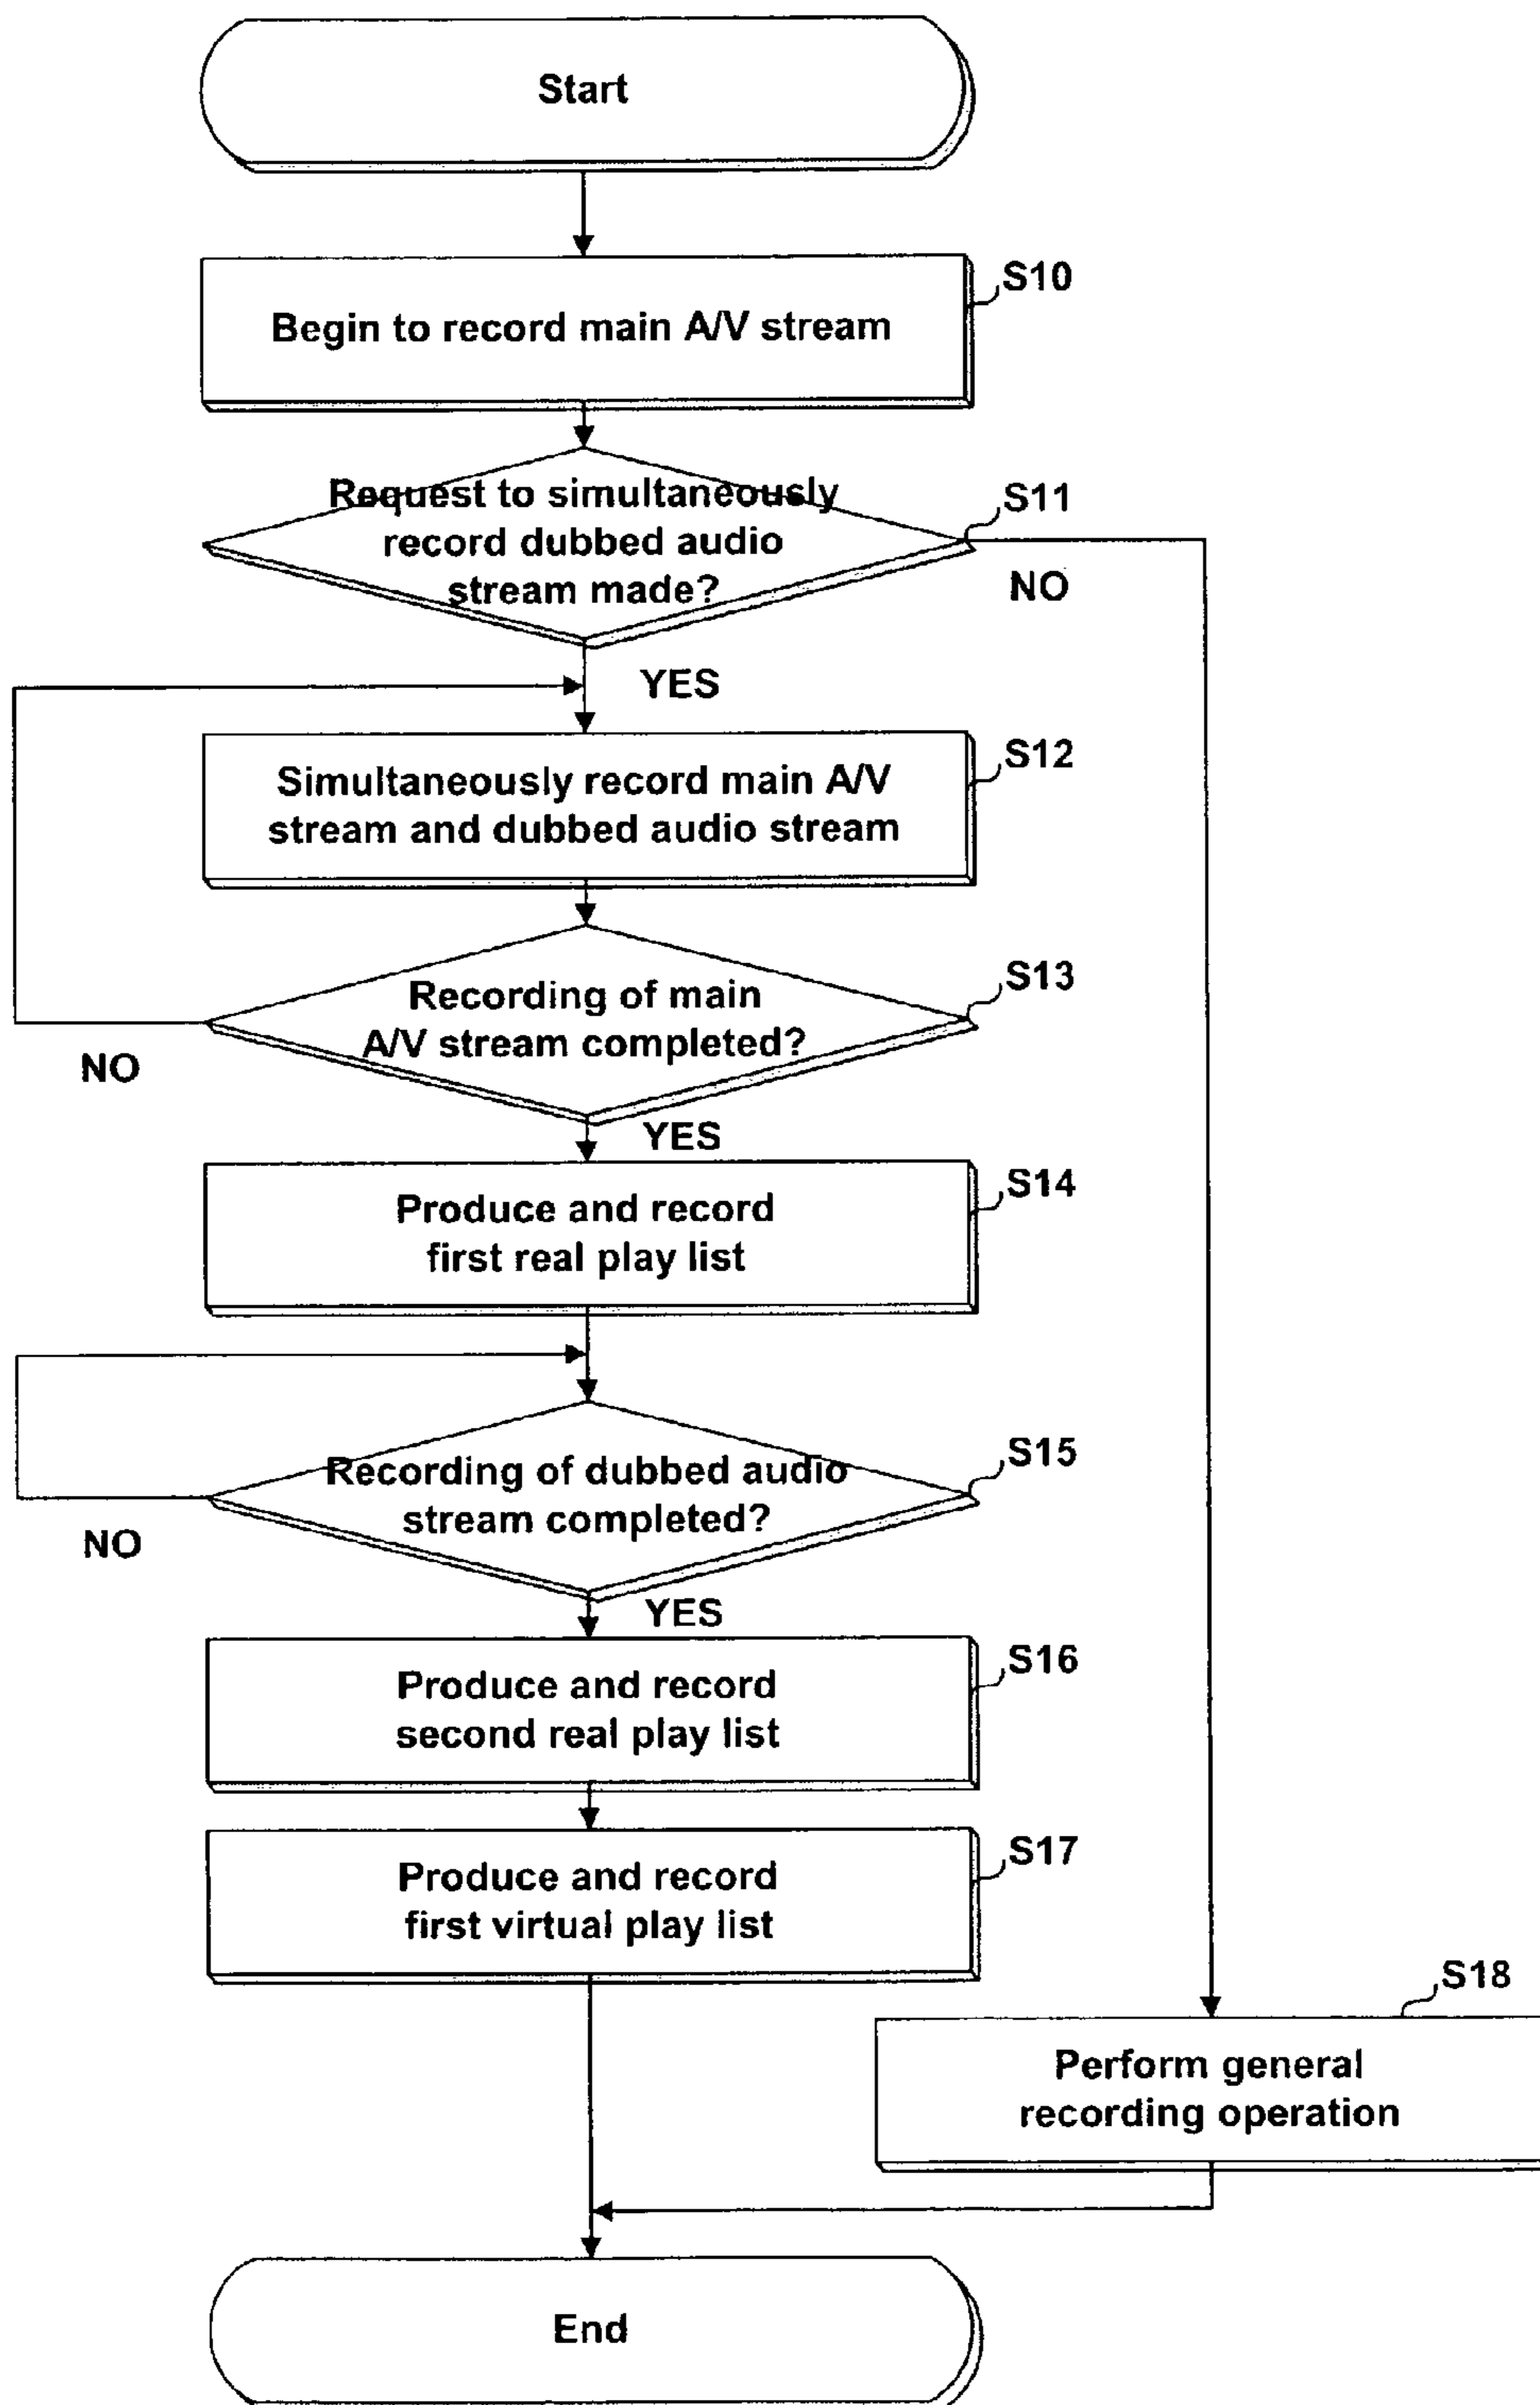 Start
S10
Begin to record main A/V stream
Request to simultaneously
record dubbed audio
stream made?
S11
NO
YES
S12
Simultaneously record main A/V
stream and dubbed audio stream
S13
Recording of main
A/V stream completed?
NO
YES
S14
Produce and record
first real play list
S15
Recording of dubbed audio
stream completed?
NO
YES
S16
Produce and record
second real play list
S17
Produce and record
first virtual play list
S18
Perform general
recording operation
End